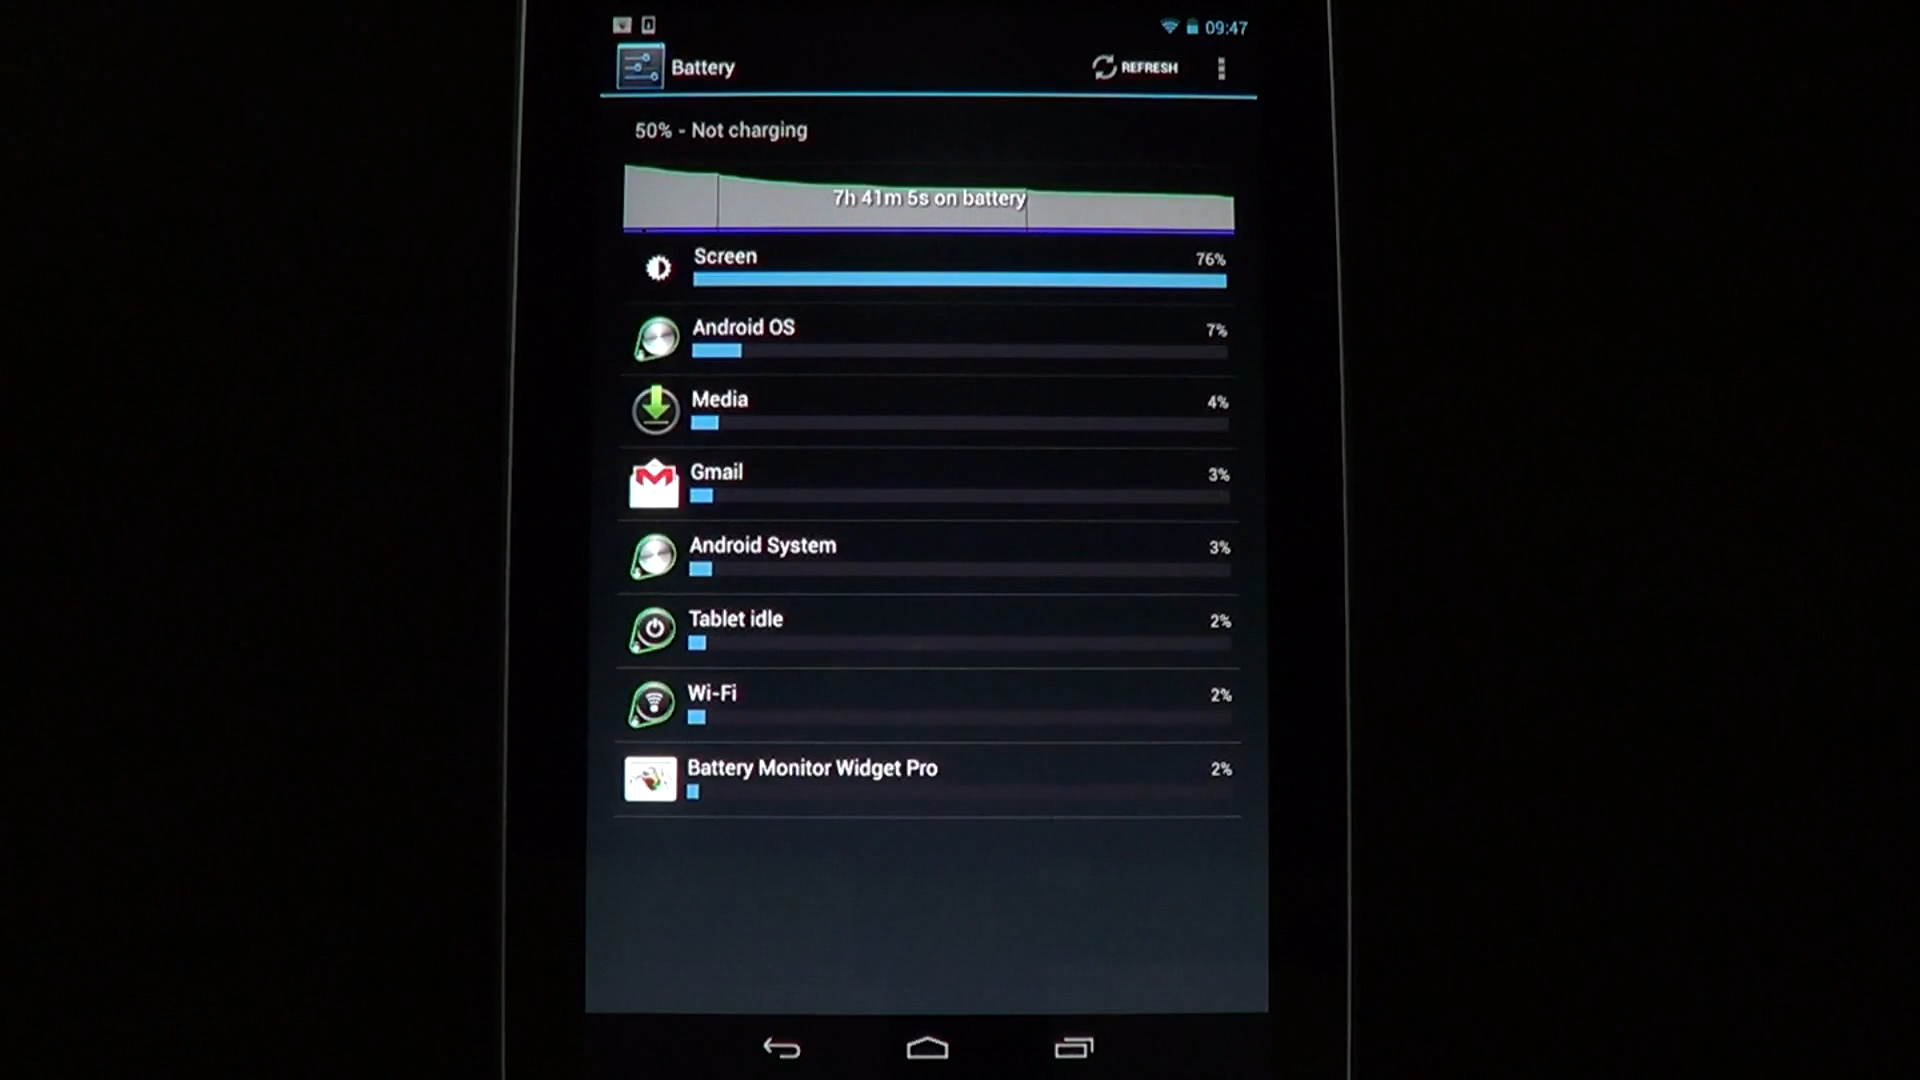 09:47
Battery
REFRESH
50% - Not charging
7h 41m 5s on battery
Screen 76%
Android OS 7%
Media 4%
Gmail 3%
Android System 3%
Tablet idle 2%
Wi-Fi 2%
Battery Monitor Widget Pro 2%